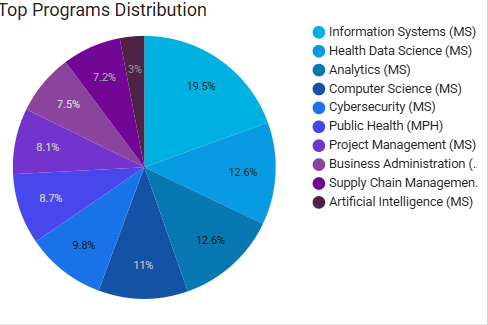 Top Programs Distribution
19.5%
12.6%
12.6%
11%
9.8%
8.7%
8.1%
7.5%
7.2%
3%
Information Systems (MS)
Health Data Science (MS)
Analytics (MS)
Computer Science (MS)
Cybersecurity (MS)
Public Health (MPH)
Project Management (MS)
Business Administration (..
Supply Chain Managemen.
Artificial Intelligence (MS)